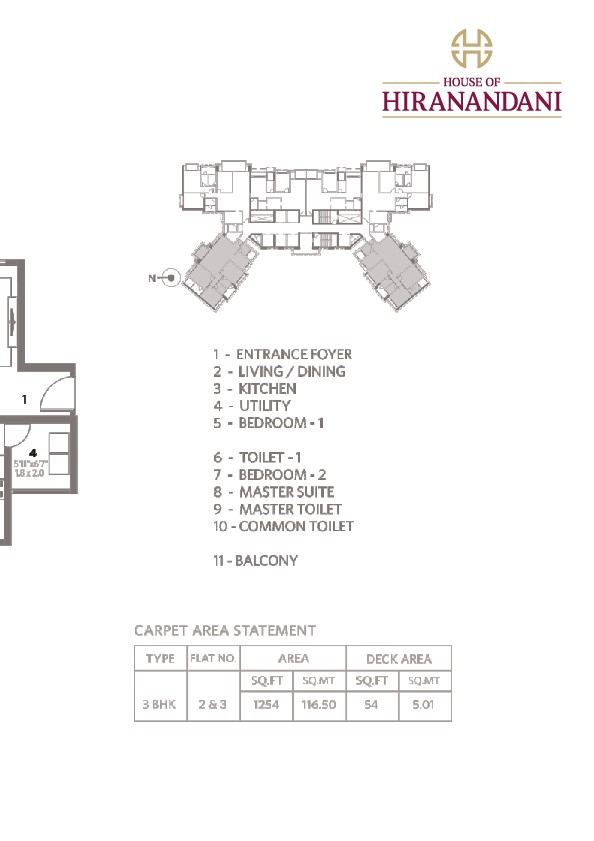 HOUSE OF
HIRANANDANI
N
1 - ENTRANCE FOYER
2 - LIVING / DINING
3 - KITCHEN
4 - UTILITY
5 - BEDROOM - 1
6 - TOILET - 1
7 - BEDROOM - 2
8 - MASTER SUITE
9 - MASTER TOILET
10 - COMMON TOILET
11 - BALCONY
1
4
5'11"x6'7"
1.8 x 2.0
CARPET AREA STATEMENT
TYPE FLAT NO. AREA DECK AREA
SQ.FT SQ.MT SQ.FT SQ.MT
3 BHK 2 & 3 1254 116.50 54 5.01